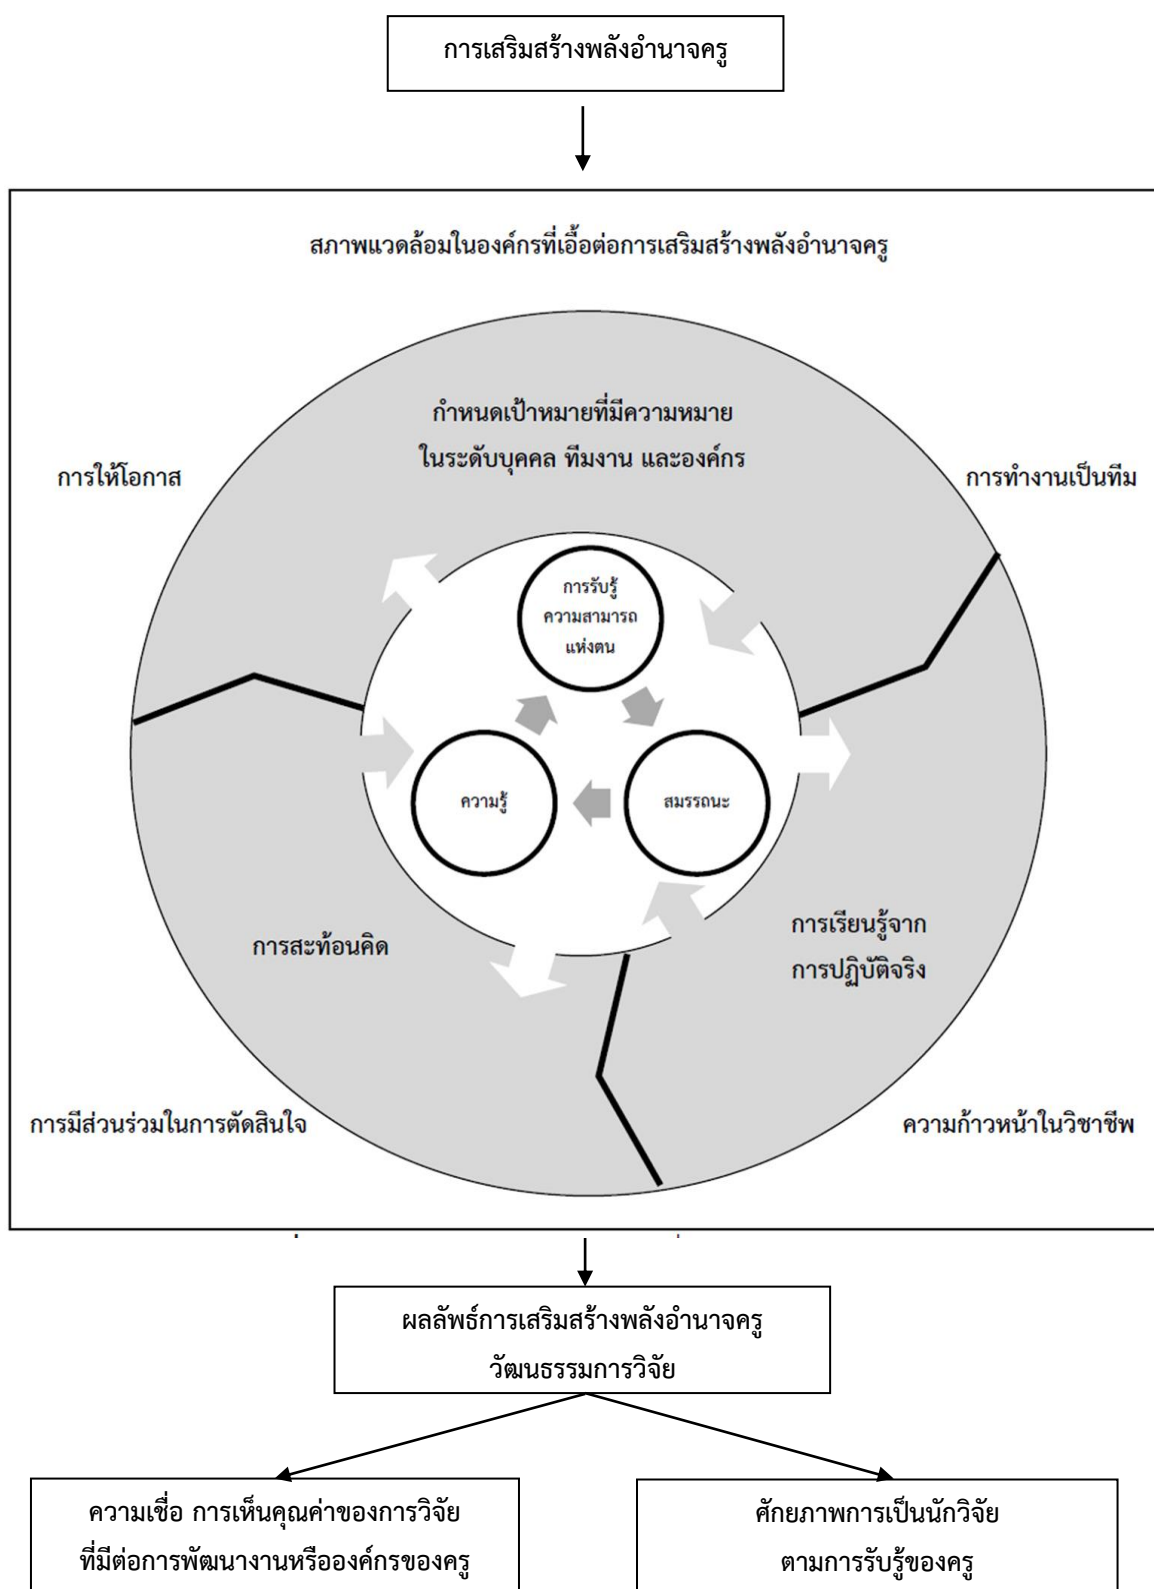 การเสริมสร้างพลังอำนาจครู
สภาพแวดล้อมในองค์กรที่เอื้อต่อการเสริมสร้างพลังอำนาจครู
กำหนดเป้าหมายที่มีความหมาย
ในระดับบุคคล ทีมงาน และองค์กร
การให้โอกาส
การทำงานเป็นทีม
การรับรู้
ความสามารถ
แห่งตน
ความรู้
สมรรถนะ
การสะท้อนคิด
การเรียนรู้จาก
การปฏิบัติจริง
การมีส่วนร่วมในการตัดสินใจ
ความก้าวหน้าในวิชาชีพ
ผลลัพธ์การเสริมสร้างพลังอำนาจครู
วัฒนธรรมการวิจัย
ความเชื่อ การเห็นคุณค่าของการวิจัย
ที่มีต่อการพัฒนางานหรือองค์กรของครู
ศักยภาพการเป็นนักวิจัย
ตามการรับรู้ของครู